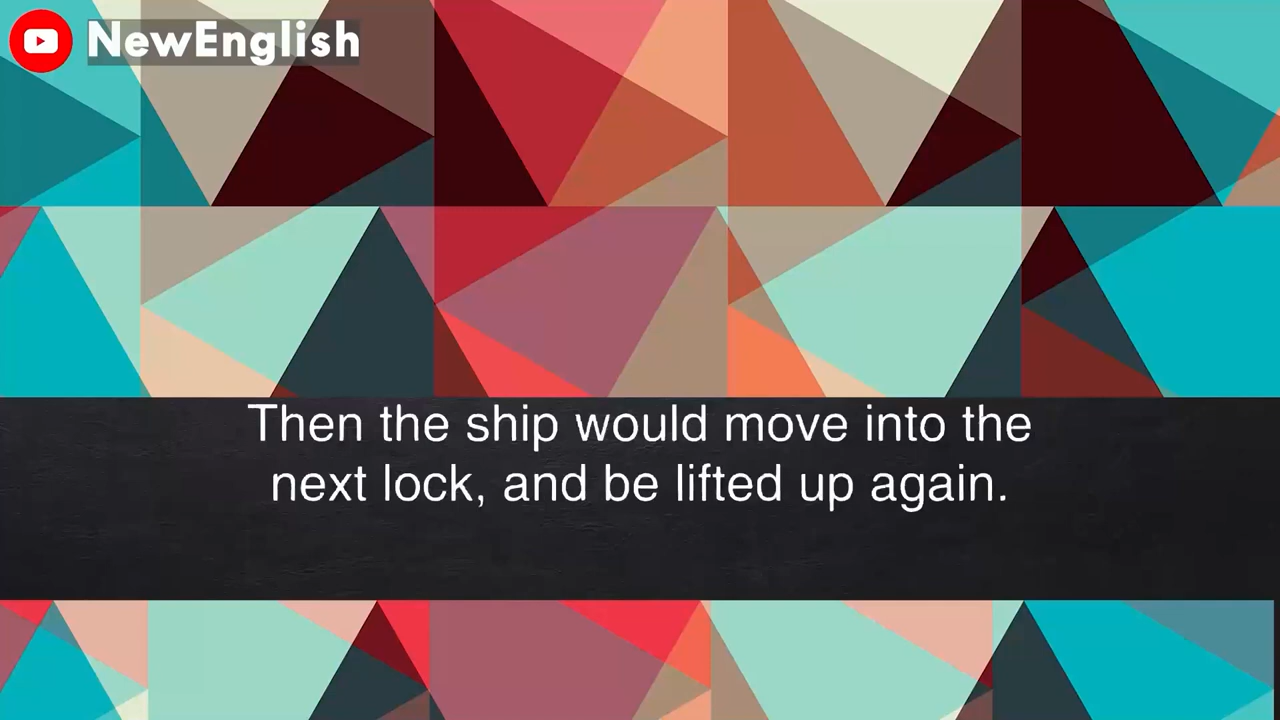 NewEnglish
Then the ship would move into the
next lock, and be lifted up again.